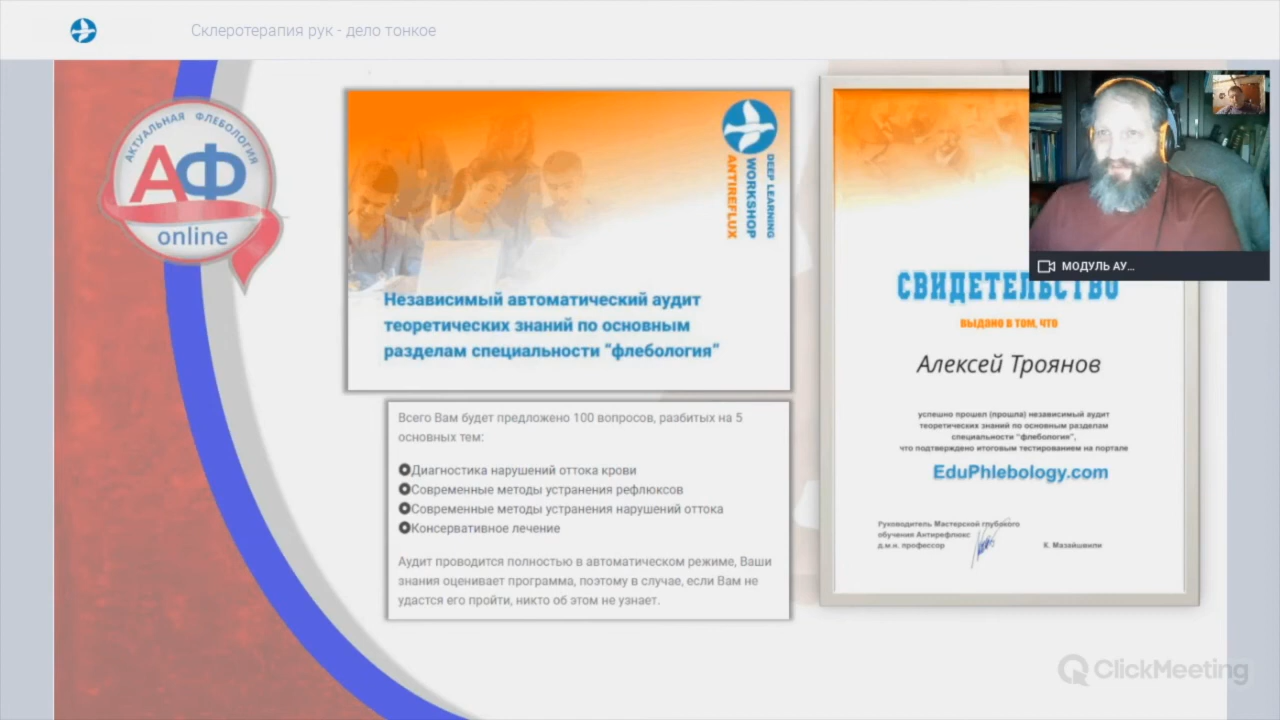 Склеротерапия рук - дело тонкое
АКТУАЛЬНАЯ ФЛЕБОЛОГИЯ
АФ
online
DEEP LEARNING
WORKSHOP
ANTIREFLUX
Независимый автоматический аудит
теоретических знаний по основным
разделам специальности “флебология”
Всего Вам будет предложено 100 вопросов, разбитых на 5
основных тем:
Диагностика нарушений оттока крови
Современные методы устранения рефлюксов
Современные методы устранения нарушений оттока
Консервативное лечение
Аудит проводится полностью в автоматическом режиме, Ваши
знания оценивает программа, поэтому в случае, если Вам не
удастся его пройти, никто об этом не узнает.
МОДУЛЬ АУ...
СВИДЕТЕЛЬСТВО
ВЫДАНО В ТОМ, ЧТО
Алексей Троянов
успешно прошел (прошла) независимый аудит
теоретических знаний по основным разделам
специальности “флебология”,
что подтверждено итоговым тестированием на портале
EduPhlebology.com
Руководитель Мастерской глубокого
обучения Антирефлюкс
д.м.н. профессор К. Мазайшвили
ClickMeeting